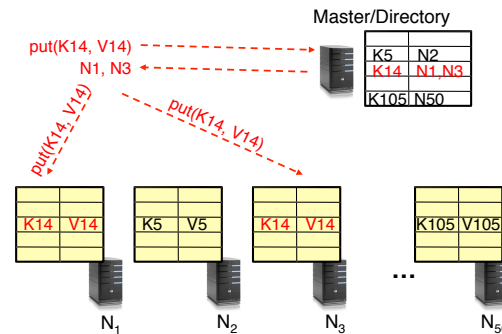 Master/Directory
put(K14, V14)
N1, N3
K5 N2
K14 N1,N3
K105 N50
put(K14, V14)
put(K14, V14)
K14 V14
K5 V5
K14 V14
K105 V105
...
N1
N2
N3
N5